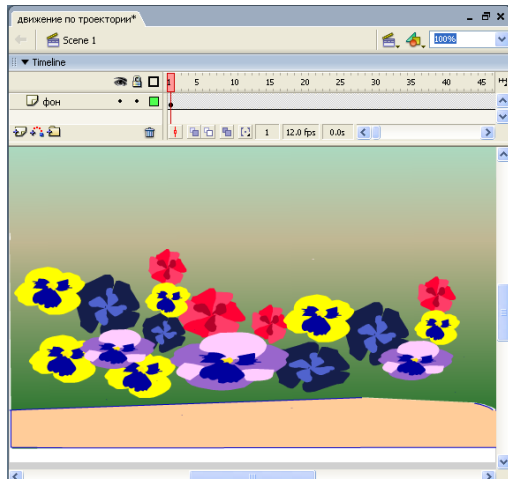 движение по троектории*
Scene 1
100%
Timeline
1 5 10 15 20 25 30 35 40 45
фон
1 12.0 fps 0.0s